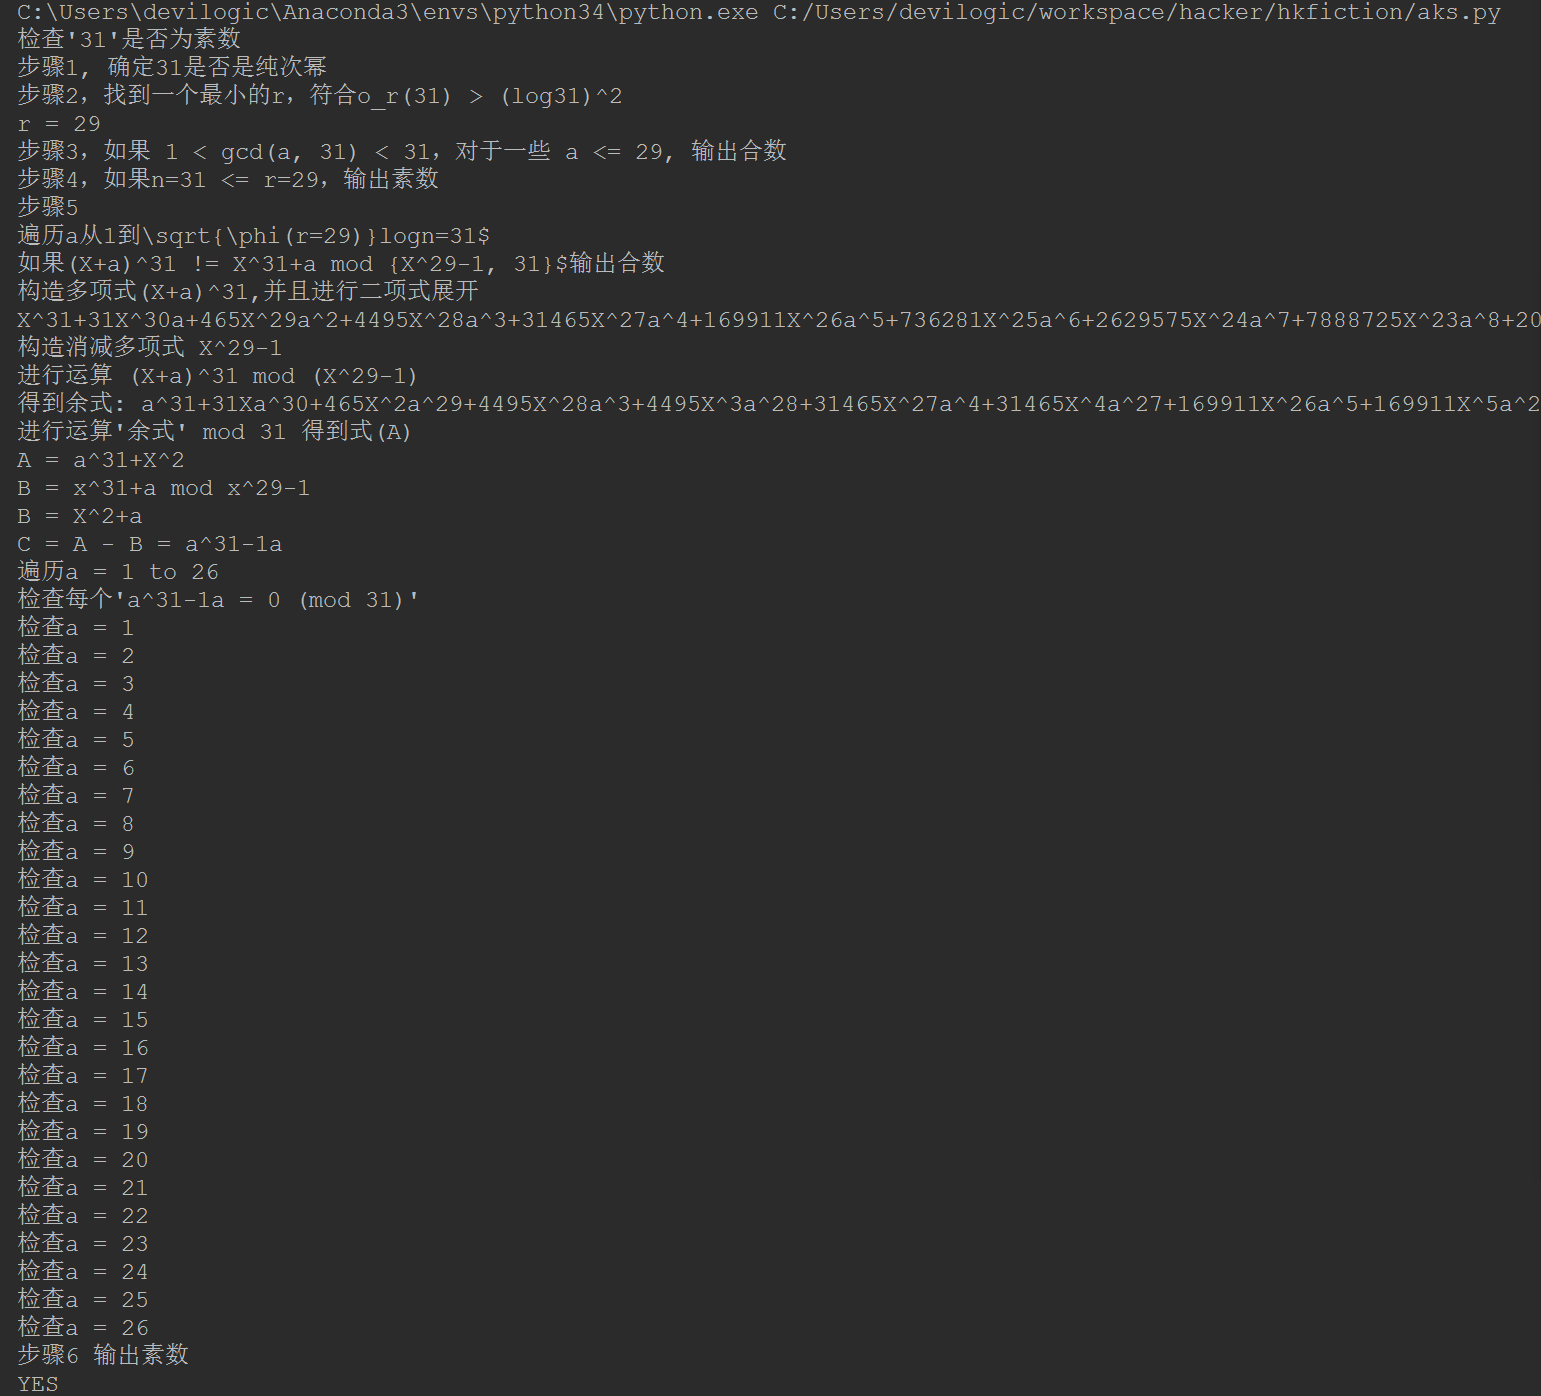 C:\Users\devilogic\Anaconda3\envs\python34\python.exe C:/Users/devilogic/workspace/hacker/hkfiction/aks.py
检查'31'是否为素数
步骤1, 确定31是否是纯次幂
步骤2，找到一个最小的r，符合o_r(31) > (log31)^2
r = 29
步骤3，如果 1 < gcd(a, 31) < 31，对于一些 a <= 29, 输出合数
步骤4，如果n=31 <= r=29，输出素数
步骤5
遍历a从1到\sqrt{\phi(r=29)}logn=31$
如果(X+a)^31 != X^31+a mod {X^29-1, 31}$输出合数
构造多项式(X+a)^31,并且进行二项式展开
X^31+31X^30a+465X^29a^2+4495X^28a^3+31465X^27a^4+169911X^26a^5+736281X^25a^6+2629575X^24a^7+7888725X^23a^8+20
构造消减多项式 X^29-1
进行运算 (X+a)^31 mod (X^29-1)
得到余式: a^31+31Xa^30+465X^2a^29+4495X^28a^3+4495X^3a^28+31465X^27a^4+31465X^4a^27+169911X^26a^5+169911X^5a^2
进行运算'余式' mod 31 得到式(A)
A = a^31+X^2
B = x^31+a mod x^29-1
B = X^2+a
C = A - B = a^31-1a
遍历a = 1 to 26
检查每个'a^31-1a = 0 (mod 31)'
检查a = 1
检查a = 2
检查a = 3
检查a = 4
检查a = 5
检查a = 6
检查a = 7
检查a = 8
检查a = 9
检查a = 10
检查a = 11
检查a = 12
检查a = 13
检查a = 14
检查a = 15
检查a = 16
检查a = 17
检查a = 18
检查a = 19
检查a = 20
检查a = 21
检查a = 22
检查a = 23
检查a = 24
检查a = 25
检查a = 26
步骤6 输出素数
YES